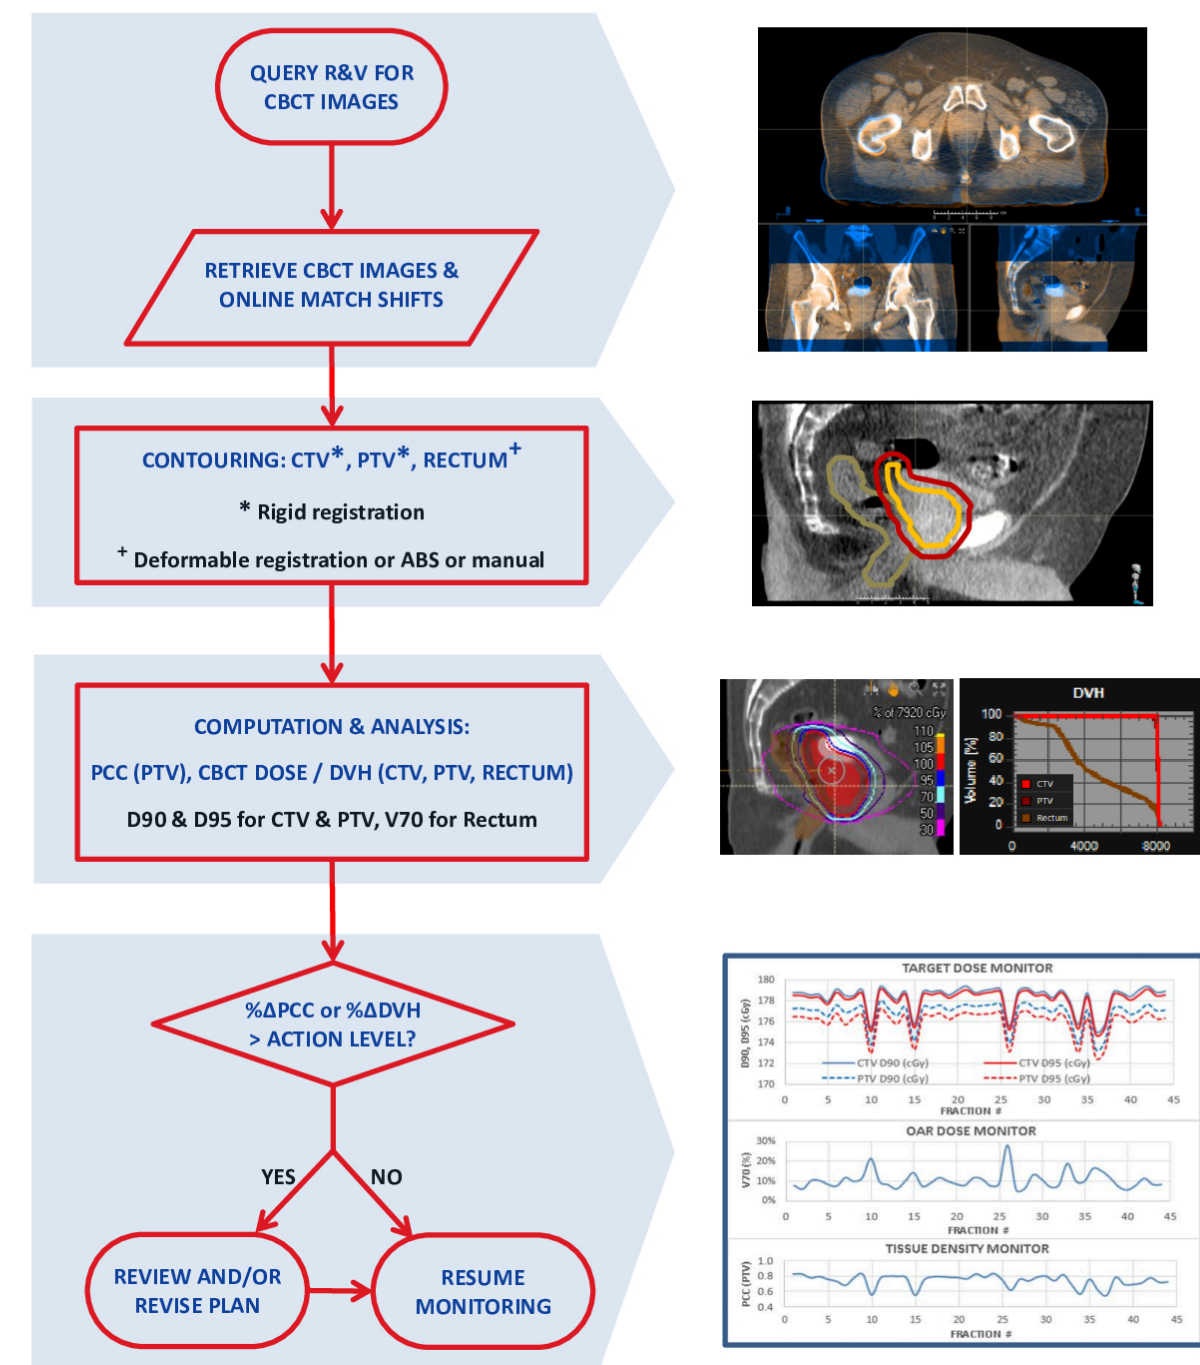 QUERY R&V FOR
CBCT IMAGES
RETRIEVE CBCT IMAGES &
ONLINE MATCH SHIFTS
CONTOURING: CTV*, PTV*, RECTUM+
* Rigid registration
+ Deformable registration or ABS or manual
COMPUTATION & ANALYSIS:
PCC (PTV), CBCT DOSE / DVH (CTV, PTV, RECTUM)
D90 & D95 for CTV & PTV, V70 for Rectum
% of 7920 cGy
110
105
100
95
70
50
30
DVH
Volume [%]
100
80
60
40
20
0
CTV
PTV
Rectum
0 4000 8000
%ΔPCC or %ΔDVH
> ACTION LEVEL?
YES
NO
REVIEW AND/OR
REVISE PLAN
RESUME
MONITORING
TARGET DOSE MONITOR
D90, D95 (cGy)
180
178
176
174
172
170
CTV D90 (cGy) CTV D95 (cGy)
PTV D90 (cGy) PTV D95 (cGy)
0 5 10 15 20 25 30 35 40 45
FRACTION #
OAR DOSE MONITOR
V70 (%)
30%
20%
10%
0%
0 5 10 15 20 25 30 35 40 45
FRACTION #
TISSUE DENSITY MONITOR
PCC (PTV)
1.0
0.8
0.6
0.4
0 5 10 15 20 25 30 35 40 45
FRACTION #